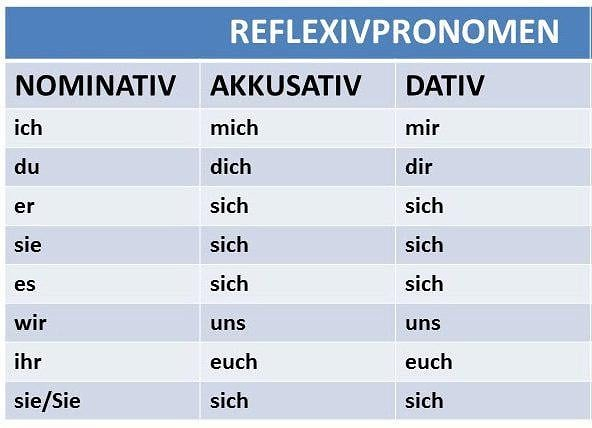 REFLEXIVPRONOMEN
NOMINATIV AKKUSATIV DATIV
ich mich mir
du dich dir
er sich sich
sie sich sich
es sich sich
wir uns uns
ihr euch euch
sie/Sie sich sich